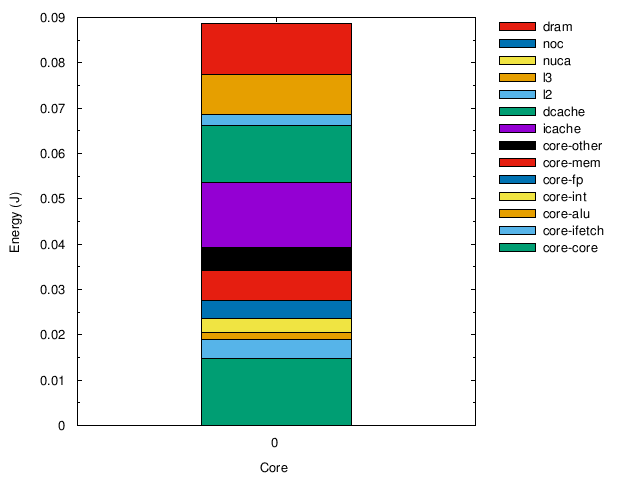 0.09
0.08
0.07
0.06
0.05
0.04
0.03
0.02
0.01
0
Energy (J)
0
Core
dram
noc
nuca
l3
l2
dcache
icache
core-other
core-mem
core-fp
core-int
core-alu
core-ifetch
core-core